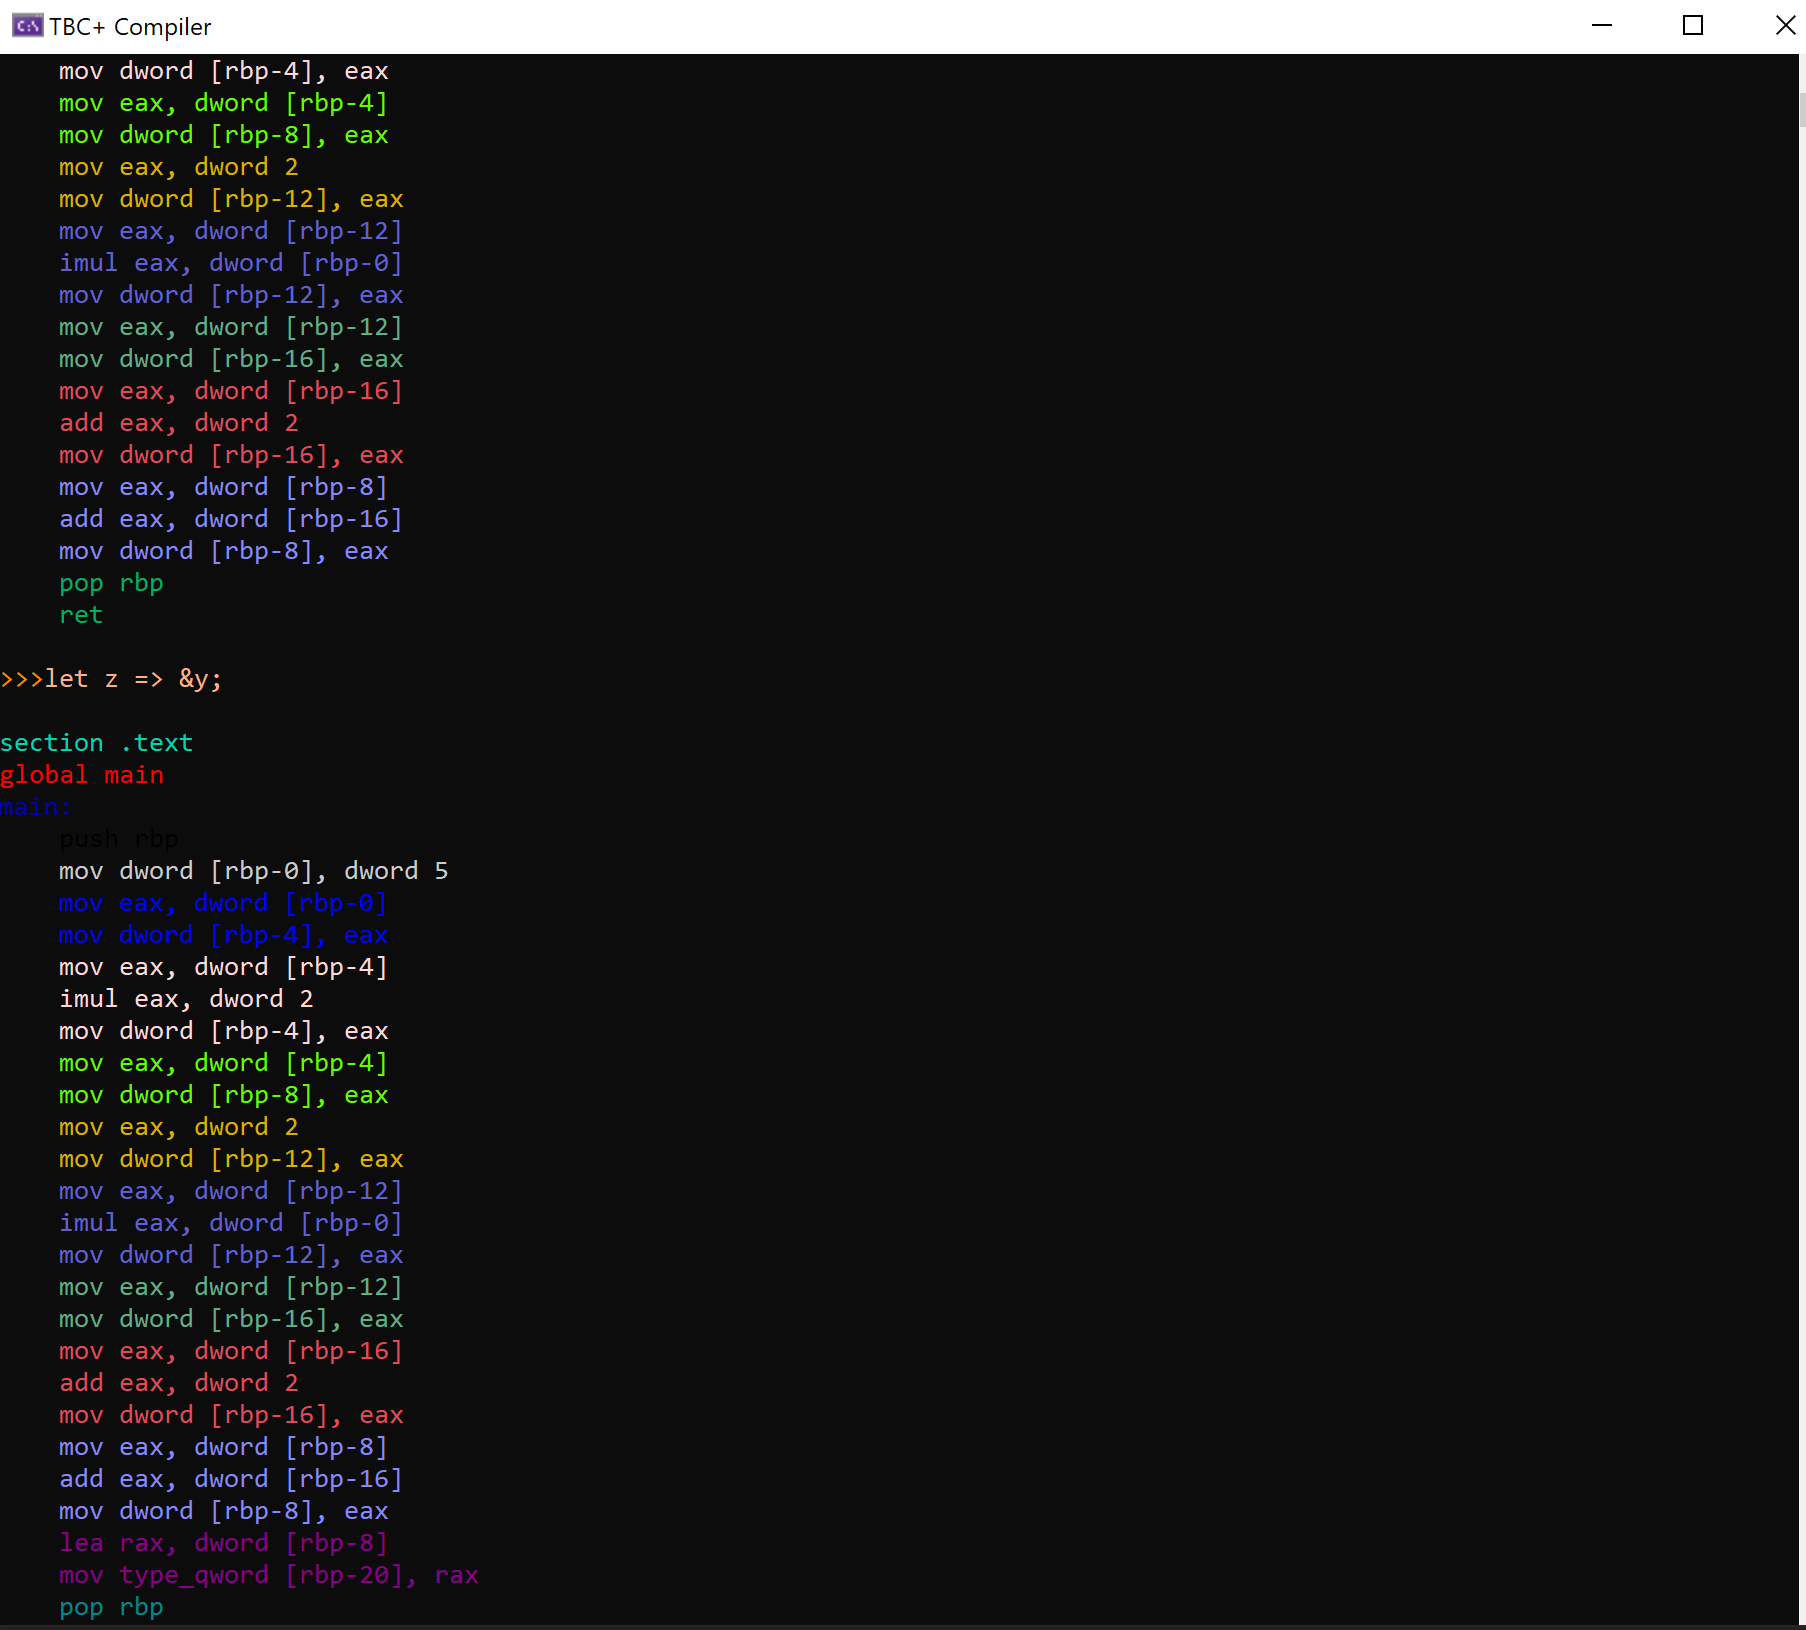 TBC+ Compiler
mov dword [rbp-4], eax
mov eax, dword [rbp-4]
mov dword [rbp-8], eax
mov eax, dword 2
mov dword [rbp-12], eax
mov eax, dword [rbp-12]
imul eax, dword [rbp-0]
mov dword [rbp-12], eax
mov eax, dword [rbp-12]
mov dword [rbp-16], eax
mov eax, dword [rbp-16]
add eax, dword 2
mov dword [rbp-16], eax
mov eax, dword [rbp-8]
add eax, dword [rbp-16]
mov dword [rbp-8], eax
pop rbp
ret
>>>let z => &y;
section .text
global main
main:
push rbp
mov dword [rbp-0], dword 5
mov eax, dword [rbp-0]
mov dword [rbp-4], eax
mov eax, dword [rbp-4]
imul eax, dword 2
mov dword [rbp-4], eax
mov eax, dword [rbp-4]
mov dword [rbp-8], eax
mov eax, dword 2
mov dword [rbp-12], eax
mov eax, dword [rbp-12]
imul eax, dword [rbp-0]
mov dword [rbp-12], eax
mov eax, dword [rbp-12]
mov dword [rbp-16], eax
mov eax, dword [rbp-16]
add eax, dword 2
mov dword [rbp-16], eax
mov eax, dword [rbp-8]
add eax, dword [rbp-16]
mov dword [rbp-8], eax
lea rax, dword [rbp-8]
mov type_qword [rbp-20], rax
pop rbp